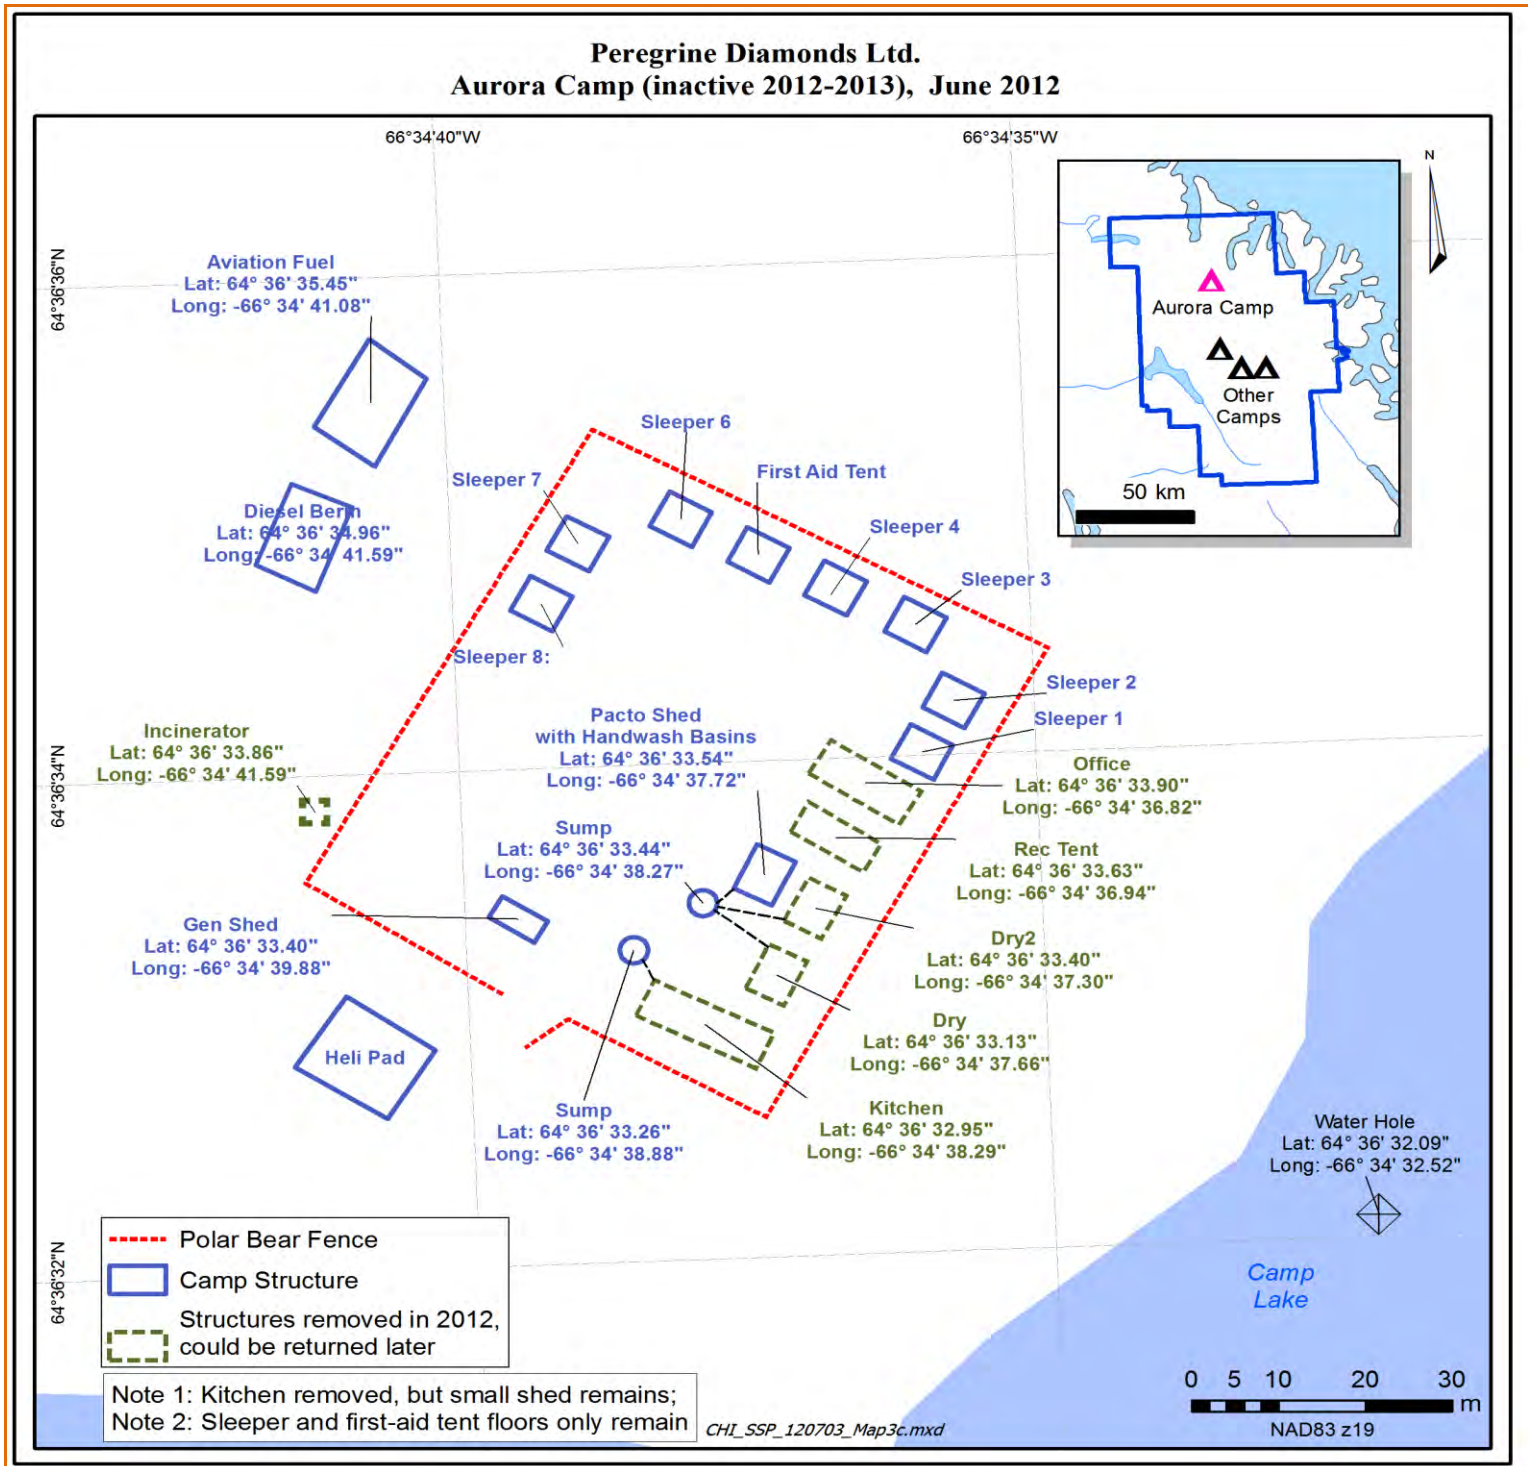 Peregrine Diamonds Ltd.
Aurora Camp (inactive 2012-2013), June 2012
66°34'40"W
66°34'35"W
N
64°36'36"N
64°36'34"N
64°36'32"N
Aurora Camp
Other
Camps
50 km
Aviation Fuel
Lat: 64° 36' 35.45"
Long: -66° 34' 41.08"
Diesel Berm
Lat: 64° 36' 34.96"
Long: -66° 34' 41.59"
Sleeper 6
Sleeper 7
First Aid Tent
Sleeper 4
Sleeper 3
Sleeper 8:
Sleeper 2
Sleeper 1
Incinerator
Lat: 64° 36' 33.86"
Long: -66° 34' 41.59"
Pacto Shed
with Handwash Basins
Lat: 64° 36' 33.54"
Long: -66° 34' 37.72"
Office
Lat: 64° 36' 33.90"
Long: -66° 34' 36.82"
Sump
Lat: 64° 36' 33.44"
Long: -66° 34' 38.27"
Rec Tent
Lat: 64° 36' 33.63"
Long: -66° 34' 36.94"
Gen Shed
Lat: 64° 36' 33.40"
Long: -66° 34' 39.88"
Dry2
Lat: 64° 36' 33.40"
Long: -66° 34' 37.30"
Dry
Lat: 64° 36' 33.13"
Long: -66° 34' 37.66"
Heli Pad
Sump
Lat: 64° 36' 33.26"
Long: -66° 34' 38.88"
Kitchen
Lat: 64° 36' 32.95"
Long: -66° 34' 38.29"
Water Hole
Lat: 64° 36' 32.09"
Long: -66° 34' 32.52"
Camp
Lake
Polar Bear Fence
Camp Structure
Structures removed in 2012,
could be returned later
Note 1: Kitchen removed, but small shed remains;
Note 2: Sleeper and first-aid tent floors only remain
CHI_SSP_120703_Map3c.mxd
0 5 10 20 30
m
NAD83 z19